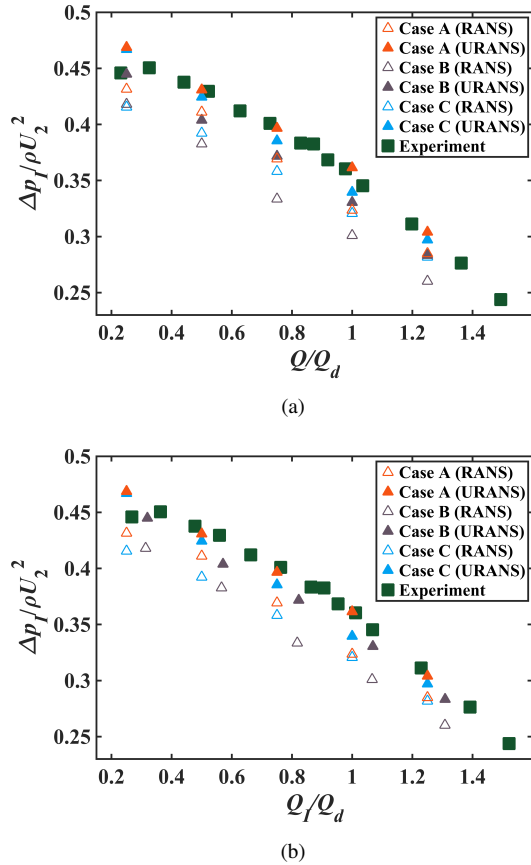 0.5
0.45
0.4
0.35
0.3
0.25
Δp_I/ρU_2^2
Case A (RANS)
Case A (URANS)
Case B (RANS)
Case B (URANS)
Case C (RANS)
Case C (URANS)
Experiment
0.2 0.4 0.6 0.8 1 1.2 1.4
Q/Q_d
(a)
0.5
0.45
0.4
0.35
0.3
0.25
Δp_I/ρU_2^2
Case A (RANS)
Case A (URANS)
Case B (RANS)
Case B (URANS)
Case C (RANS)
Case C (URANS)
Experiment
0.2 0.4 0.6 0.8 1 1.2 1.4
Q_I/Q_d
(b)